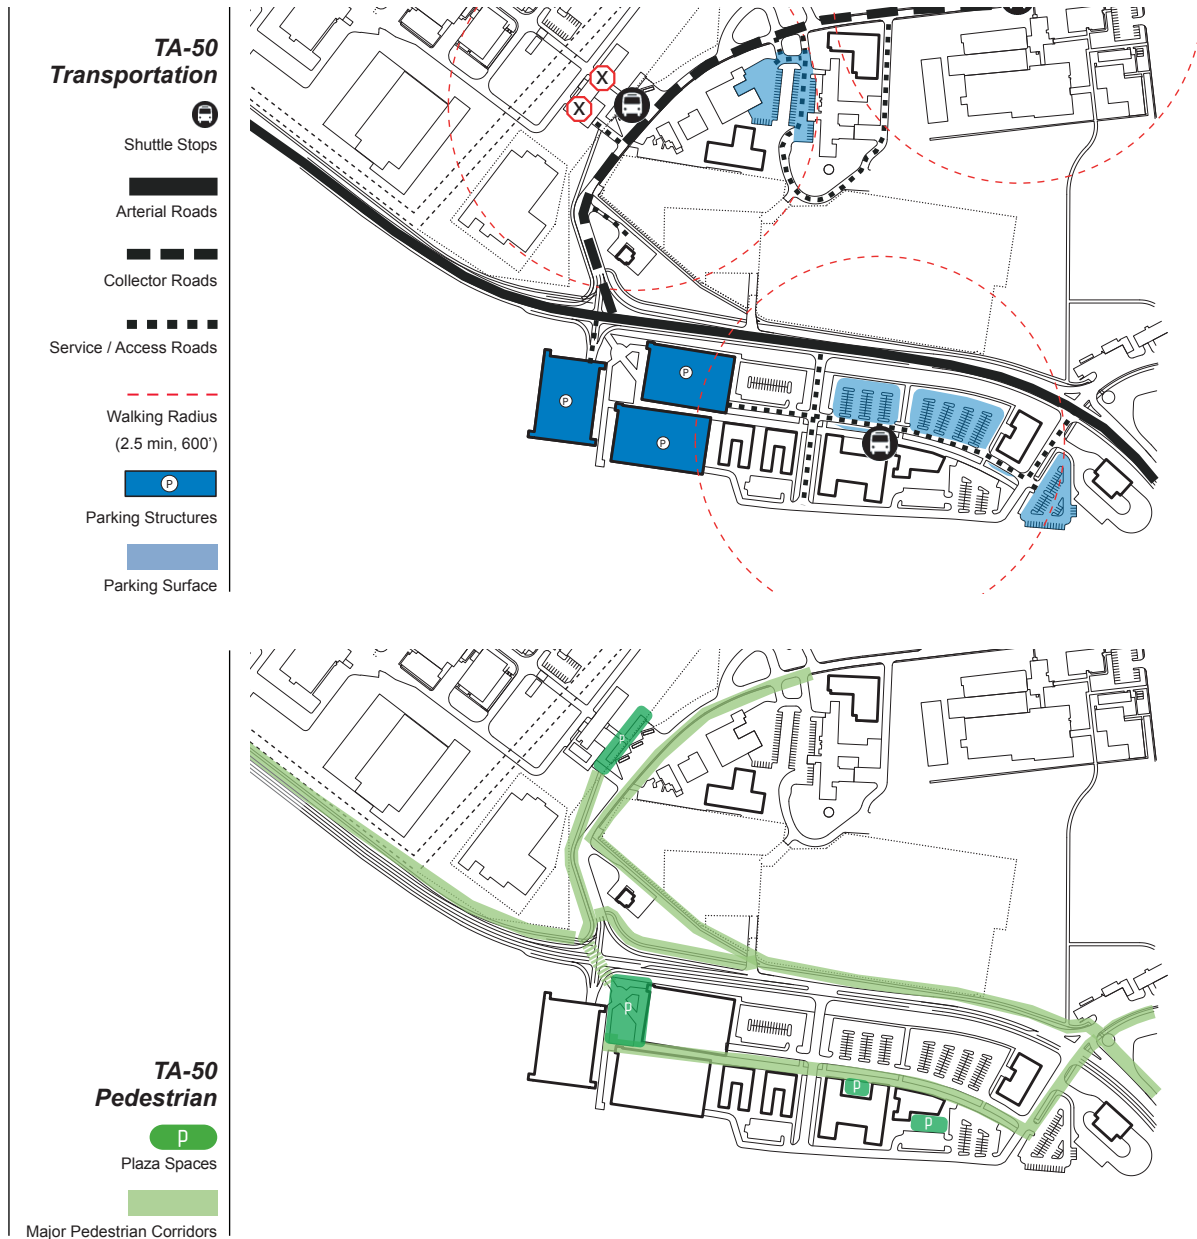 TA-50
Transportation
Shuttle Stops
Arterial Roads
Collector Roads
Service / Access Roads
Walking Radius
(2.5 min, 600’)
P
Parking Structures
Parking Surface
X
X
P
P
P
TA-50
Pedestrian
p
Plaza Spaces
Major Pedestrian Corridors
P
p
p
p